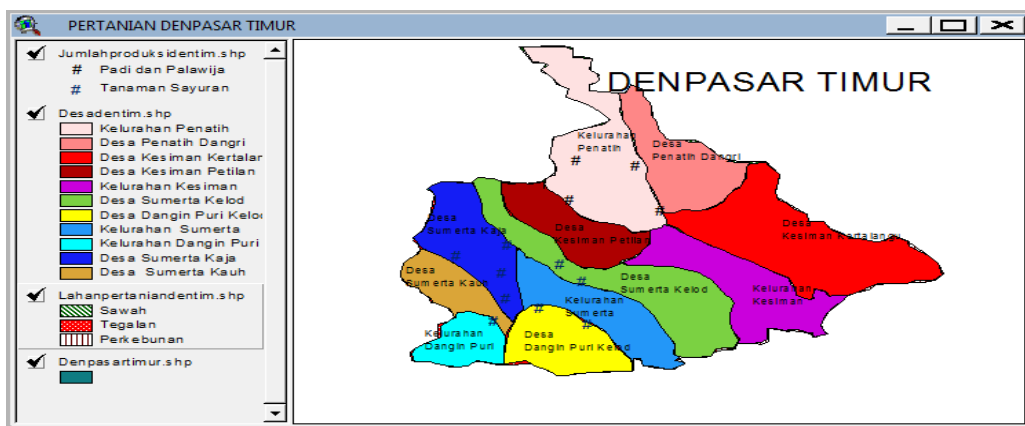 PERTANIAN DENPASAR TIMUR
Jumlahproduksidentim.shp
# Padi dan Palawija
# Tanaman Sayuran
Desadentim.shp
Kelurahan Penatih
Desa Penatih Dangri
Desa Kesiman Kertalan
Desa Kesiman Petilan
Kelurahan Kesiman
Desa Sumerta Kelod
Desa Dangin Puri Kelod
Kelurahan Sumerta
Kelurahan Dangin Puri
Desa Sumerta Kaja
Desa Sumerta Kauh
Lahanpertaniandentim.shp
Sawah
Tegalan
Perkebunan
Denpasartimur.shp
DENPASAR TIMUR
Kelurahan
Penatih
Desa
Penatih Dangri
Desa
Kesiman Kartalangu
Desa
Sumerta Kaja
Desa
Kesiman Petilan
Desa
Sumerta Kauh
Desa
Sumerta Kelod
Kelurahan
Kesiman
Kelurahan
Sumerta
Kelurahan
Dangin Puri
Desa
Dangin Puri Kelod
# # # # # # # # # # # # #